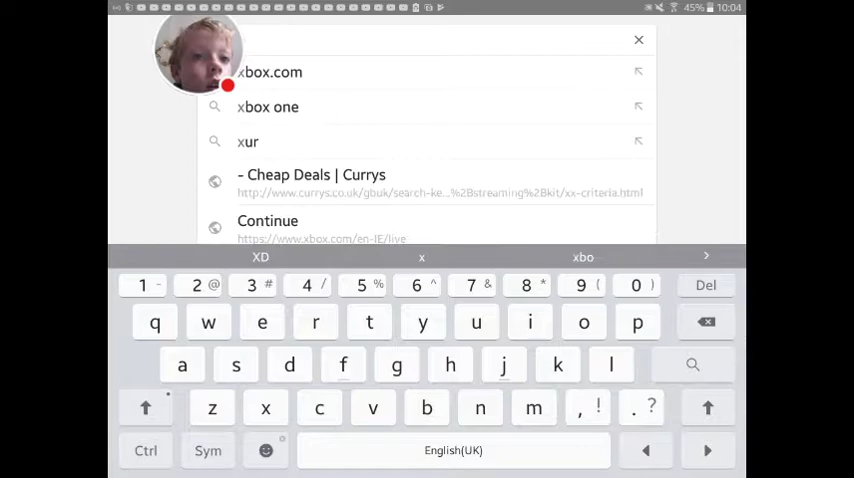 45% 10:04
xbox.com
xbox one
xur
- Cheap Deals | Currys
http://www.currys.co.uk/gbuk/search-ke...%2Bstreaming%2Bkit/xx-criteria.html
Continue
https://www.xbox.com/en-IE/live
XD x xbo
1 - 2 @ 3 # 4 / 5 % 6 ^ 7 & 8 * 9 ( 0 ) Del
q w e r t y u i o p
a s d f g h j k l
z x c v b n m , ! . ?
Ctrl Sym English(UK)